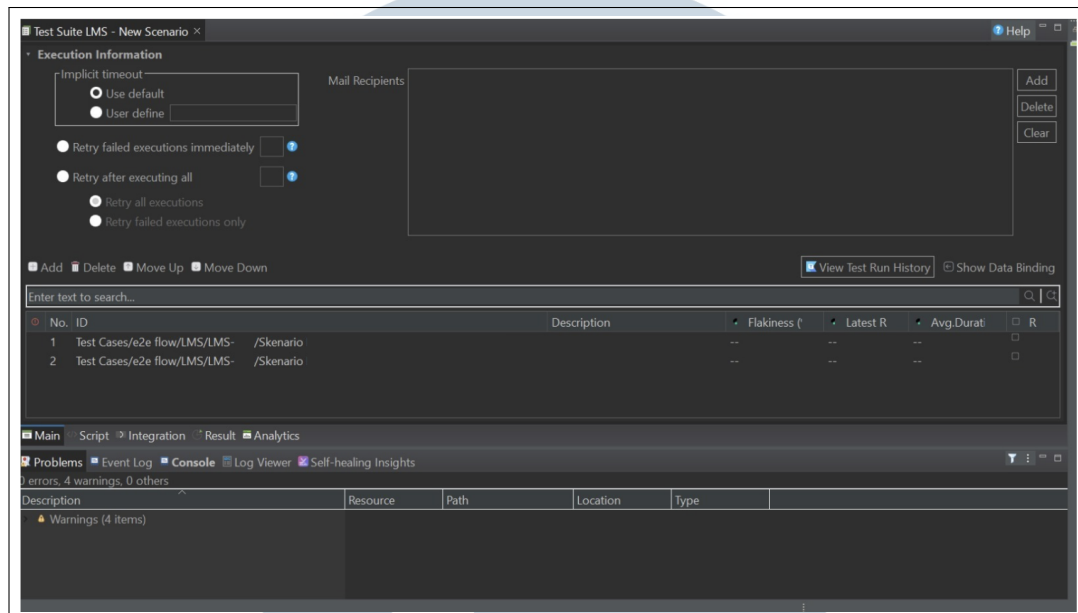 Test Suite LMS - New Scenario × Help
Execution Information
Implicit timeout
Use default
User define
Mail Recipients
Add
Delete
Clear
Retry failed executions immediately
Retry after executing all
Retry all executions
Retry failed executions only
Add Delete Move Up Move Down View Test Run History Show Data Binding
Enter text to search...
No. ID Description Flakiness (' Latest R Avg.Durati R
1 Test Cases/e2e flow/LMS/LMS- /Skenario -- -- --
2 Test Cases/e2e flow/LMS/LMS- /Skenario -- -- --
Main Script Integration Result Analytics
Problems Event Log Console Log Viewer Self-healing Insights
0 errors, 4 warnings, 0 others
Description Resource Path Location Type
Warnings (4 items)